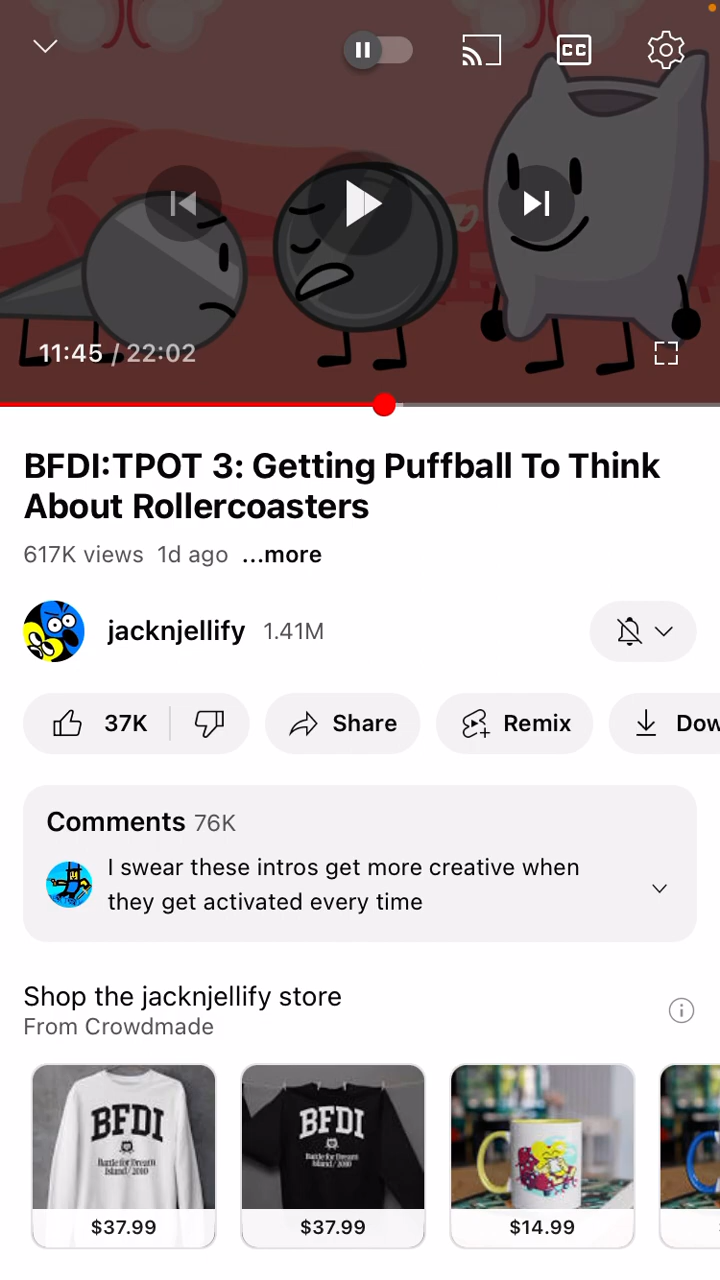 CC
11:45 / 22:02
BFDI:TPOT 3: Getting Puffball To Think
About Rollercoasters
617K views 1d ago ...more
jacknjellify 1.41M
37K Share Remix Dow
Comments 76K
I swear these intros get more creative when
they get activated every time
Shop the jacknjellify store
From Crowdmade
BFDI
Battle for Dream
Island/2010
BFDI
Battle for Dream
Island/2010
$37.99
$37.99
$14.99